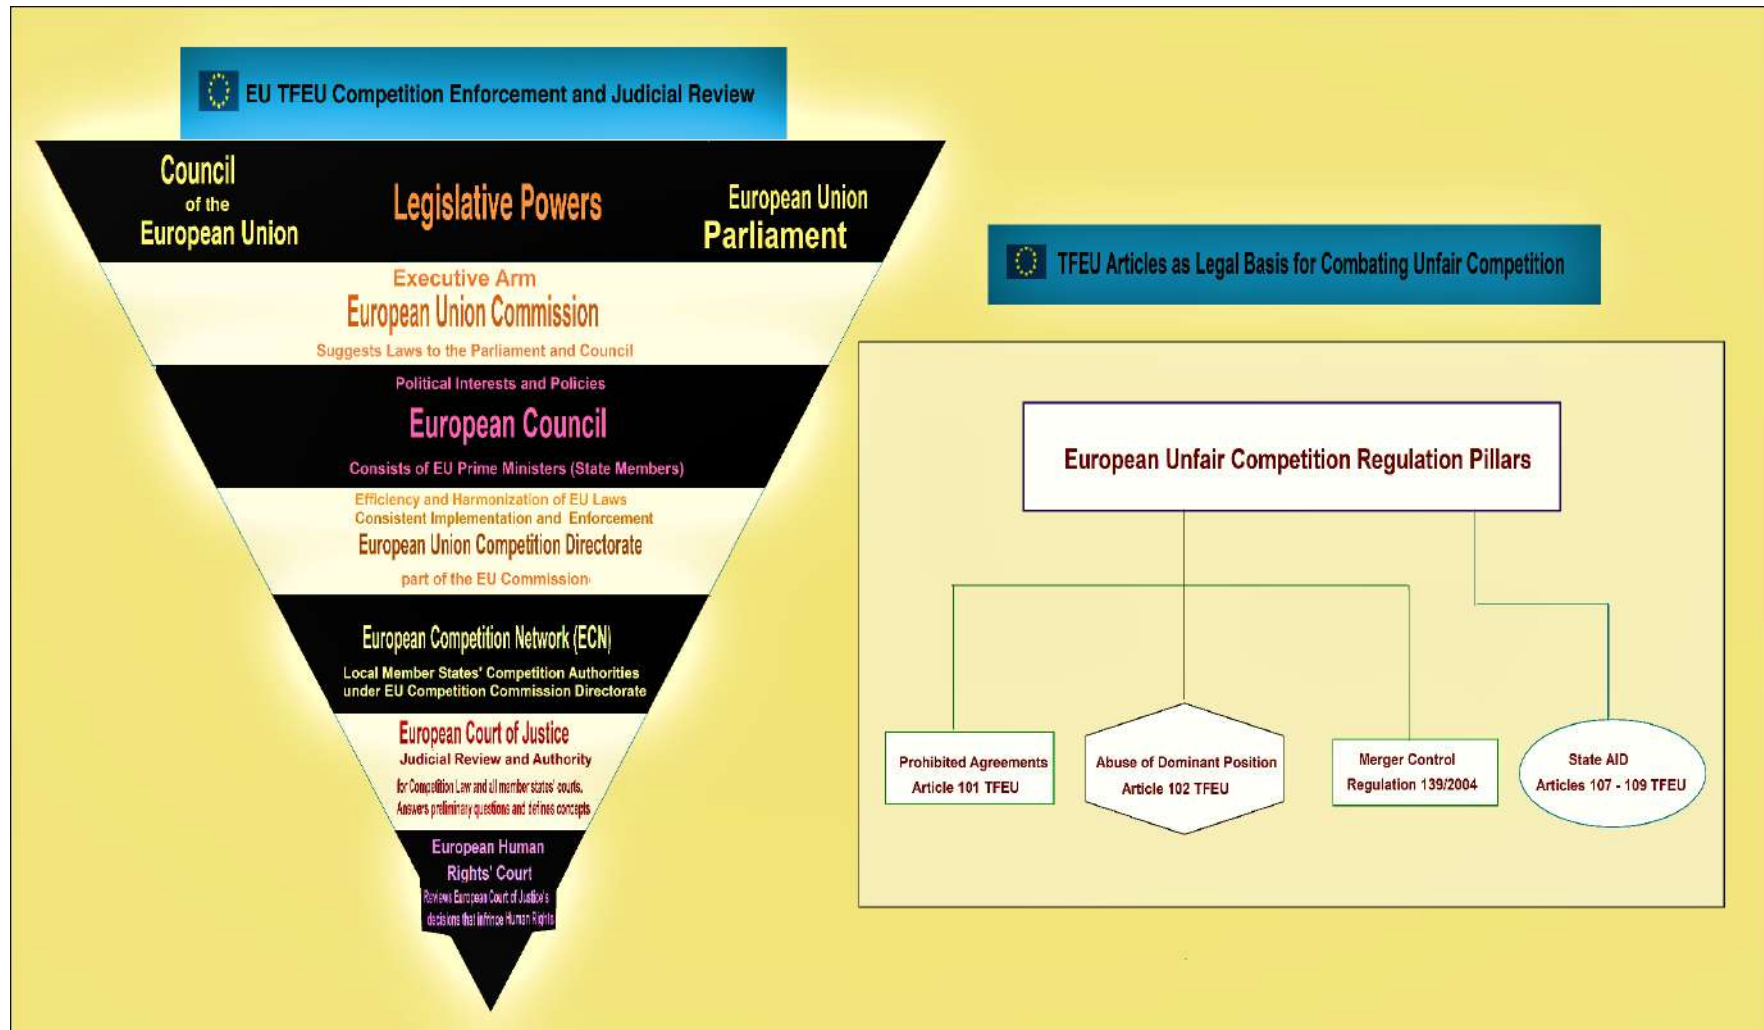 EU TFEU Competition Enforcement and Judicial Review
Council
of the
European Union
Legislative Powers
European Union
Parliament
Executive Arm
European Union Commission
Suggests Laws to the Parliament and Council
Political Interests and Policies
European Council
Consists of EU Prime Ministers (State Members)
Efficiency and Harmonization of EU Laws
Consistent Implementation and Enforcement
European Union Competition Directorate
part of the EU Commission
European Competition Network (ECN)
Local Member States' Competition Authorities
under EU Competition Commission Directorate
European Court of Justice
Judicial Review and Authority
for Competition Law and all member states' courts.
Answers preliminary questions and defines concepts
European Human
Rights' Court
Reviews European Court of Justice's
decisions that infringe Human Rights
TFEU Articles as Legal Basis for Combating Unfair Competition
European Unfair Competition Regulation Pillars
Prohibited Agreements
Article 101 TFEU
Abuse of Dominant Position
Article 102 TFEU
Merger Control
Regulation 139/2004
State AID
Articles 107 - 109 TFEU